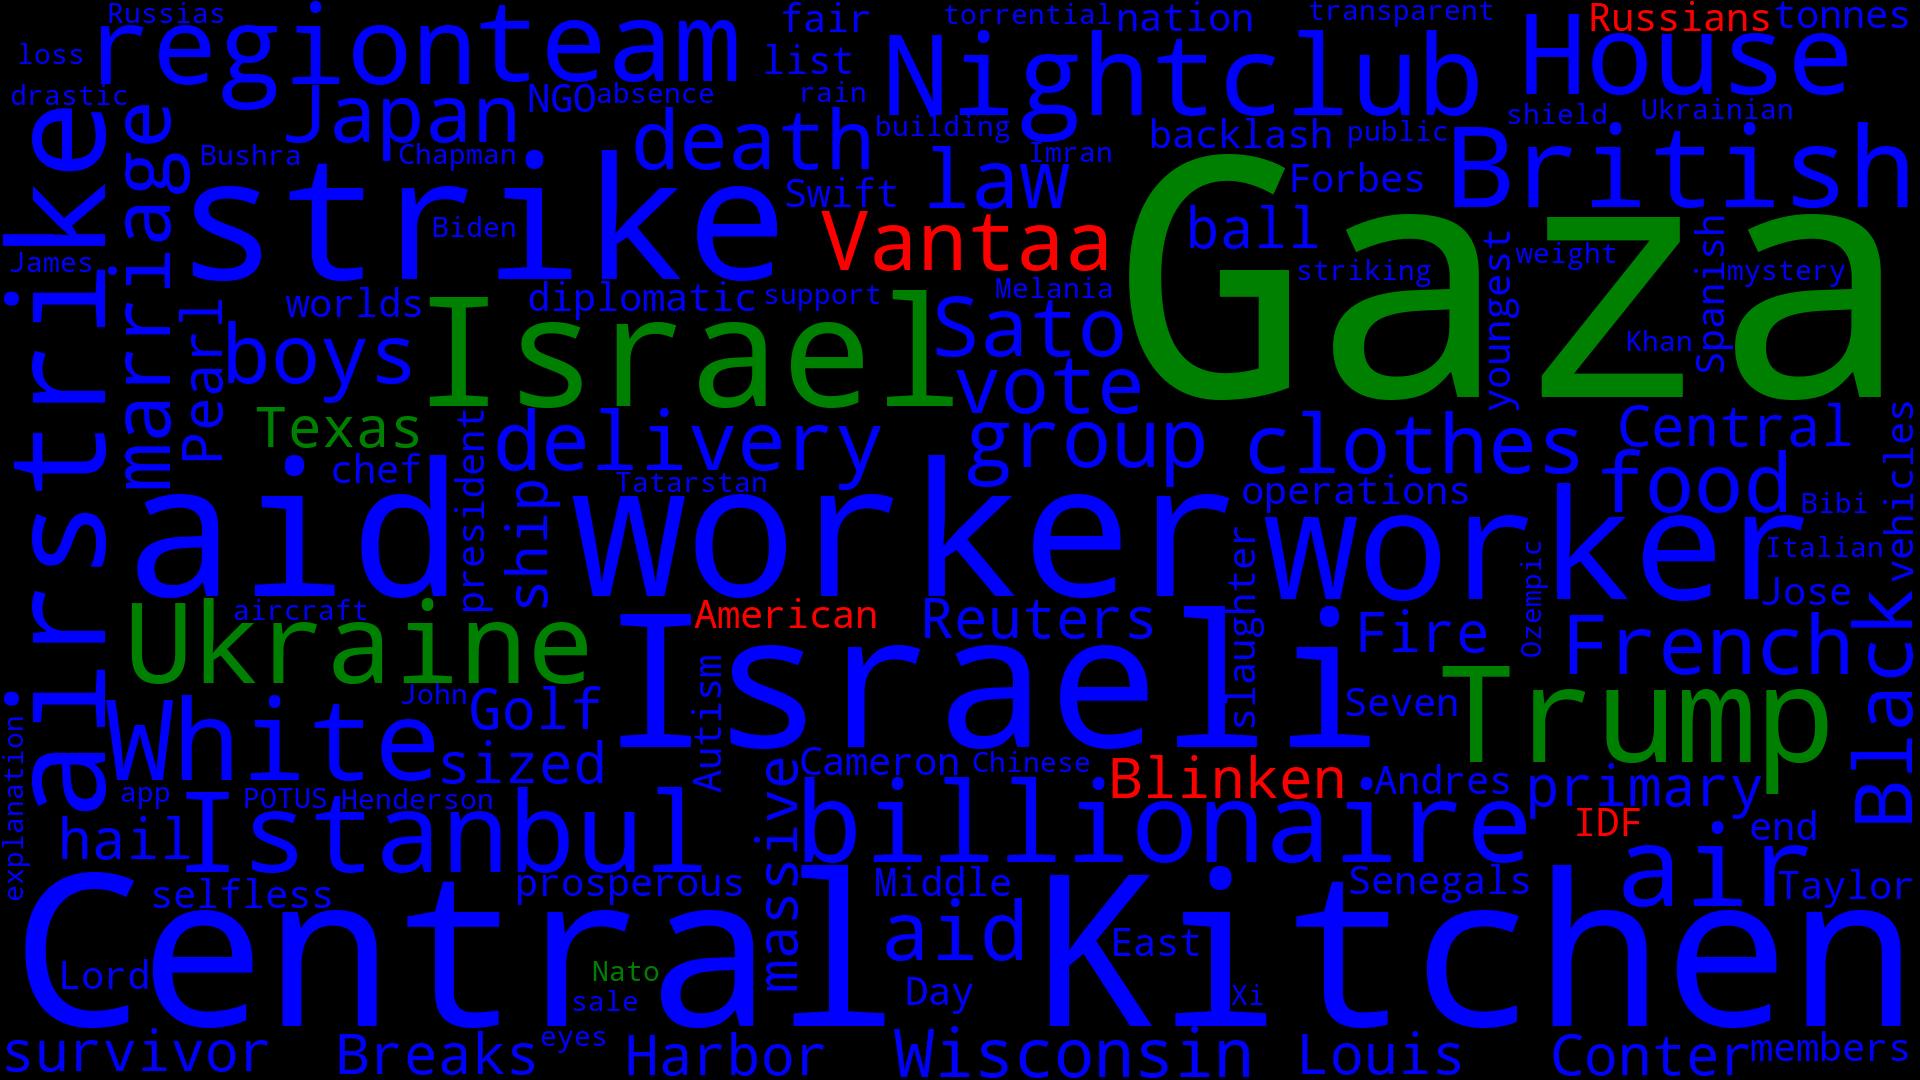 Russias
fair
torrential
nation
transparent
Russians
tonnes
loss
region
team
list
Nightclub
House
drastic
Japan
NGO
absence
rain
death
building
backlash
public
shield
Ukrainian
British
airstrike
marriage
Bushra
Chapman
strike
Biden
Swift
law
Imran
Forbes
Gaza
Vantaa
ball
striking
youngest
weight
Spanish
mystery
James
worlds
diplomatic
support
Melania
Pearl
boys
Israel
Sato
vote
Khan
Texas
chef
president
delivery
group
clothes
Central
food
vehicles
aid
ship
Tatarstan
worker
operations
worker
Bibi
Italian
Jose
Ukraine
aircraft
American
Reuters
slaughter
Fire
Ozempic
French
Black
Israeli
explanation
White
John
Golf
sized
Autism
Seven
Trump
Cameron
Chinese
Blinken
Andres
primary
app
POTUS
Henderson
hail
Istanbul
massive
billionaire
IDF
end
air
selfless
prosperous
Middle
Senegals
Taylor
Central
Kitchen
aid
East
Lord
Nato
sale
Day
Xi
survivor
Breaks
eyes
Harbor
Wisconsin
Louis
Conter
members